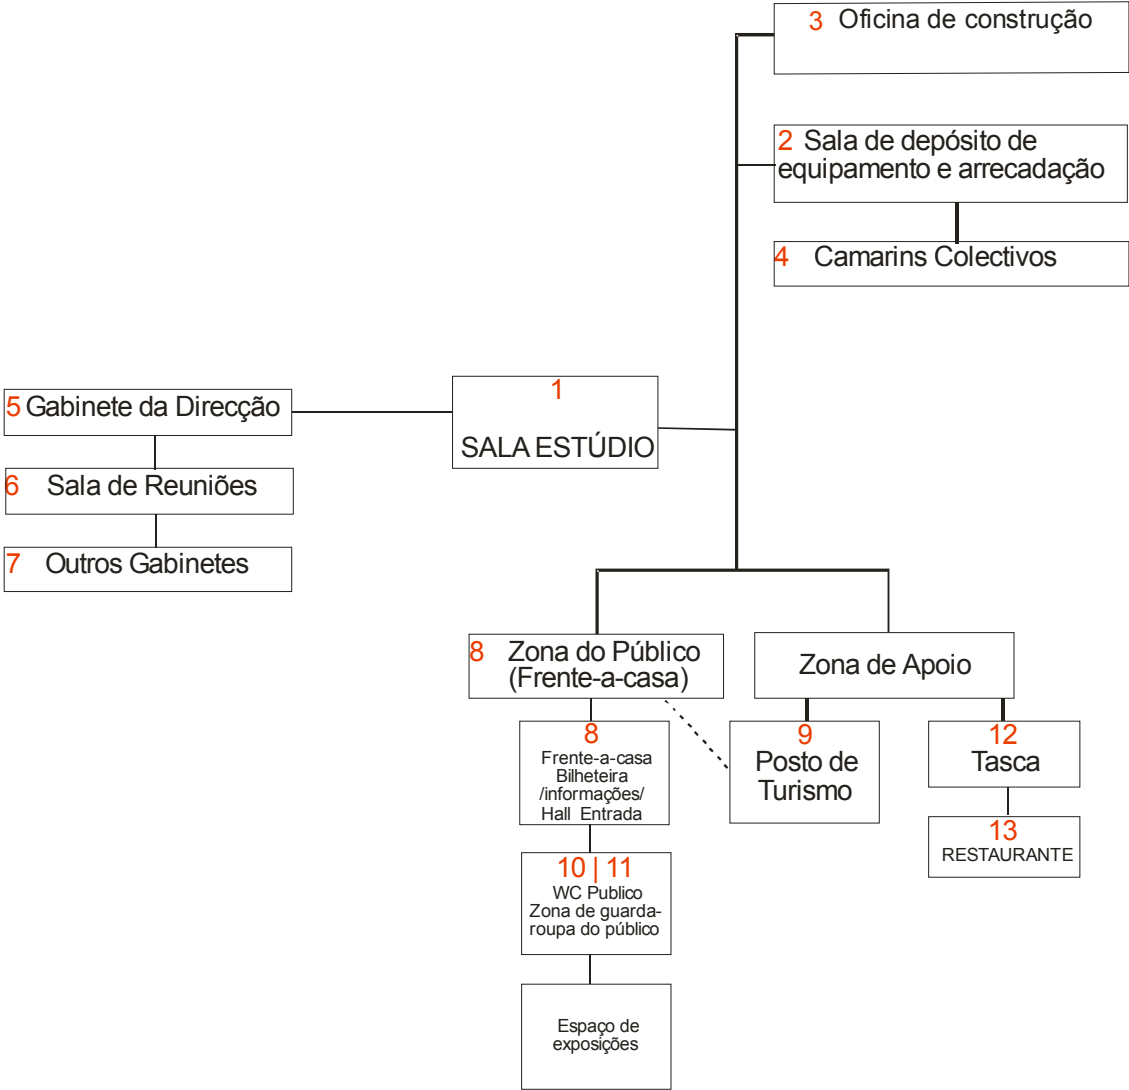 3 Oficina de construção
2 Sala de depósito de
equipamento e arrecadação
4 Camarins Colectivos
5 Gabinete da Direcção
6 Sala de Reuniões
7 Outros Gabinetes
1
SALA ESTÚDIO
8 Zona do Público
(Frente-a-casa)
Zona de Apoio
8
Frente-a-casa
Bilheteira
/informações/
Hall Entrada
9
Posto de
Turismo
12
Tasca
13
RESTAURANTE
10 | 11
WC Publico
Zona de guarda-
roupa do público
Espaço de
exposições